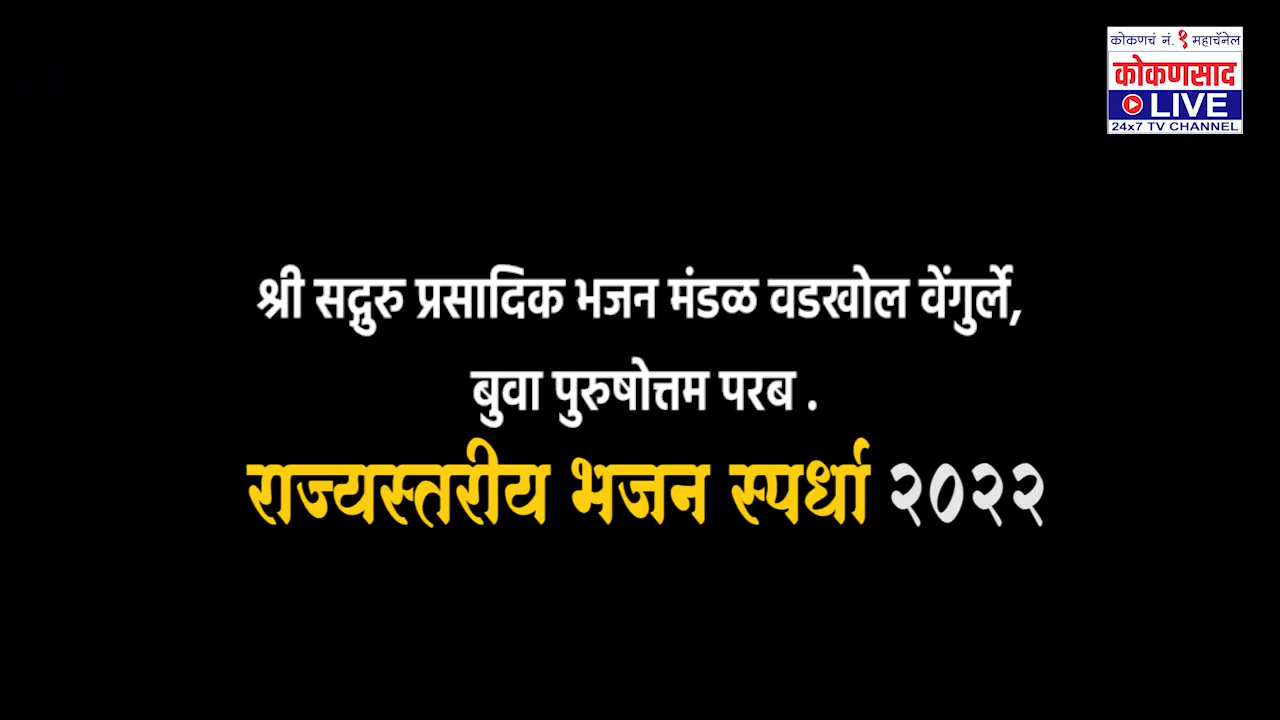 कोकणचं नं. १ महाचॅनेल
कोकणसाद
LIVE
24x7 TV CHANNEL
श्री सद्गुरु प्रसादिक भजन मंडळ वडखोल वेंगुर्ले,
बुवा पुरुषोत्तम परब .
राज्यस्तरीय भजन स्पर्धा २०२२